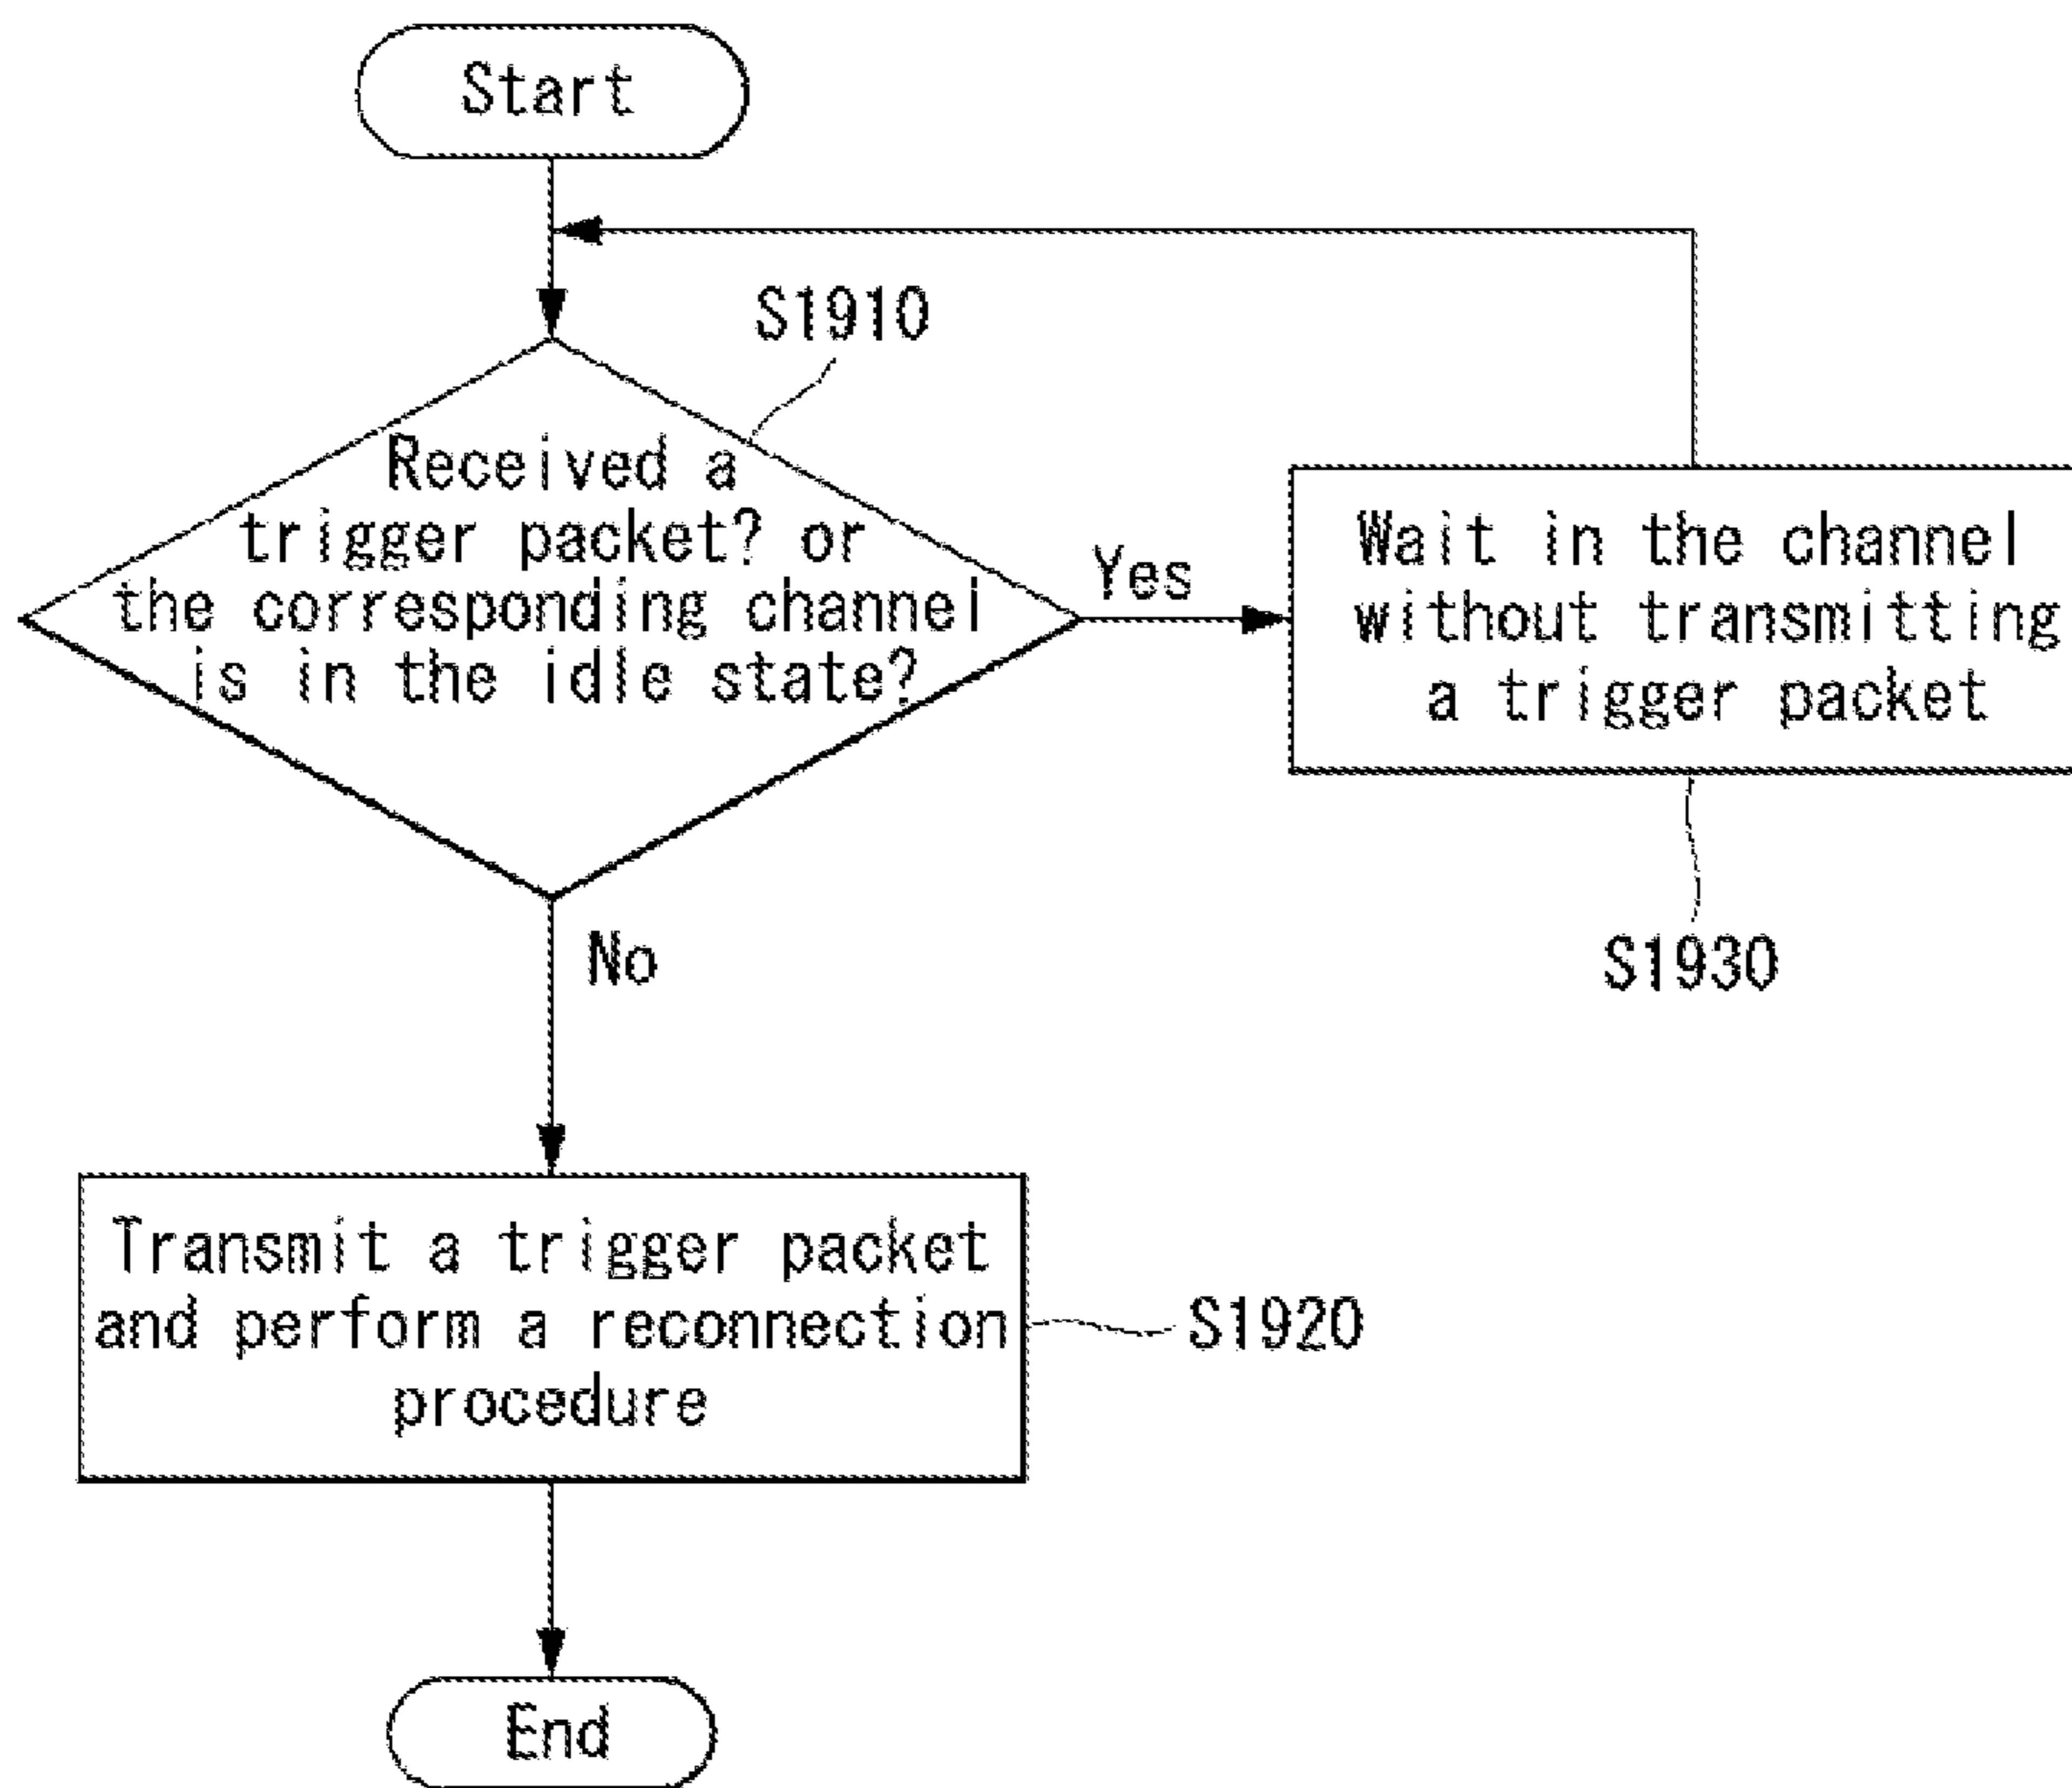 Start
S1910
Received a
trigger packet? or
the corresponding channel
is in the idle state?
Yes
Wait in the channel
without transmitting
a trigger packet
S1930
No
Transmit a trigger packet
and perform a reconnection
procedure
S1920
End